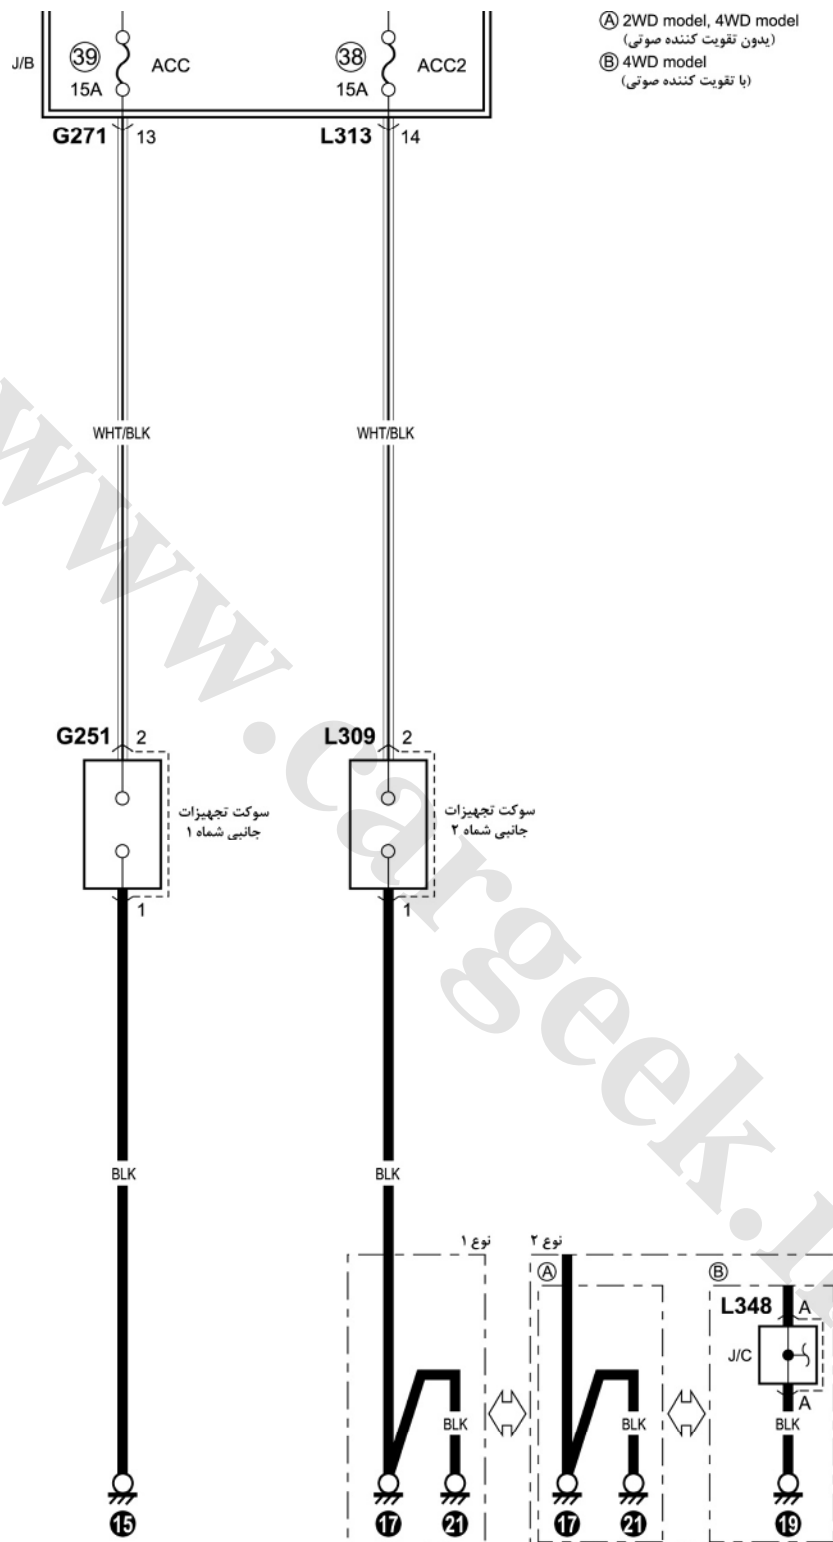 Ⓐ 2WD model, 4WD model
(بدون تقویت کننده صوتی)
Ⓑ 4WD model
(با تقویت کننده صوتی)
J/B
39
15A
ACC
38
15A
ACC2
G271 13
L313 14
WHT/BLK
WHT/BLK
G251 2
L309 2
سوکت تجهیزات
جانبی شماه ۱
سوکت تجهیزات
جانبی شماه ۲
1
1
BLK
BLK
نوع ۱
نوع ۲
Ⓐ
Ⓑ
L348 A
J/C
A
BLK
BLK
BLK
15
17
21
17
21
19
www.cargeek.